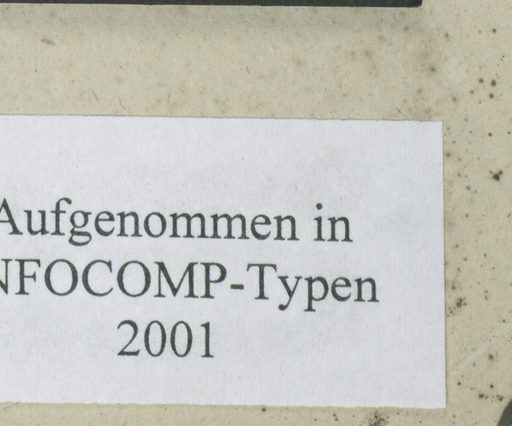 Aufgenommen in
NFOCOMP-Typen
2001